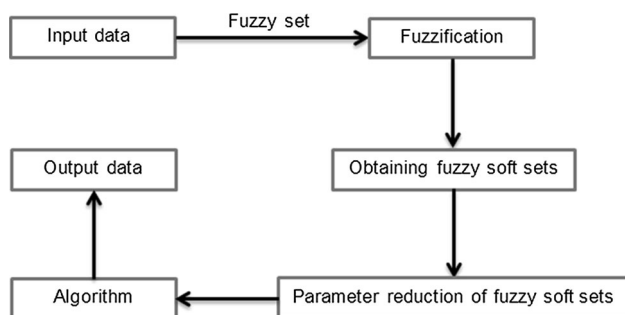 Input data
Fuzzy set
Fuzzification
Obtaining fuzzy soft sets
Parameter reduction of fuzzy soft sets
Algorithm
Output data